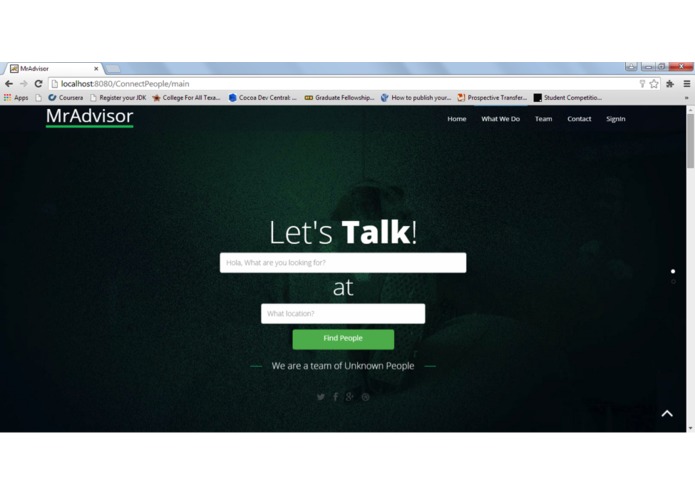 MrAdvisor
localhost:8080/ConnectPeople/main
Apps Coursera Register your JDK College For All Texa... Cocoa Dev Central: ... Graduate Fellowship... How to publish your... Prospective Transfer... Student Competitio... »
MrAdvisor Home What We Do Team Contact SignIn
Let's Talk!
Hola, What are you looking for?
at
What location?
Find People
We are a team of Unknown People